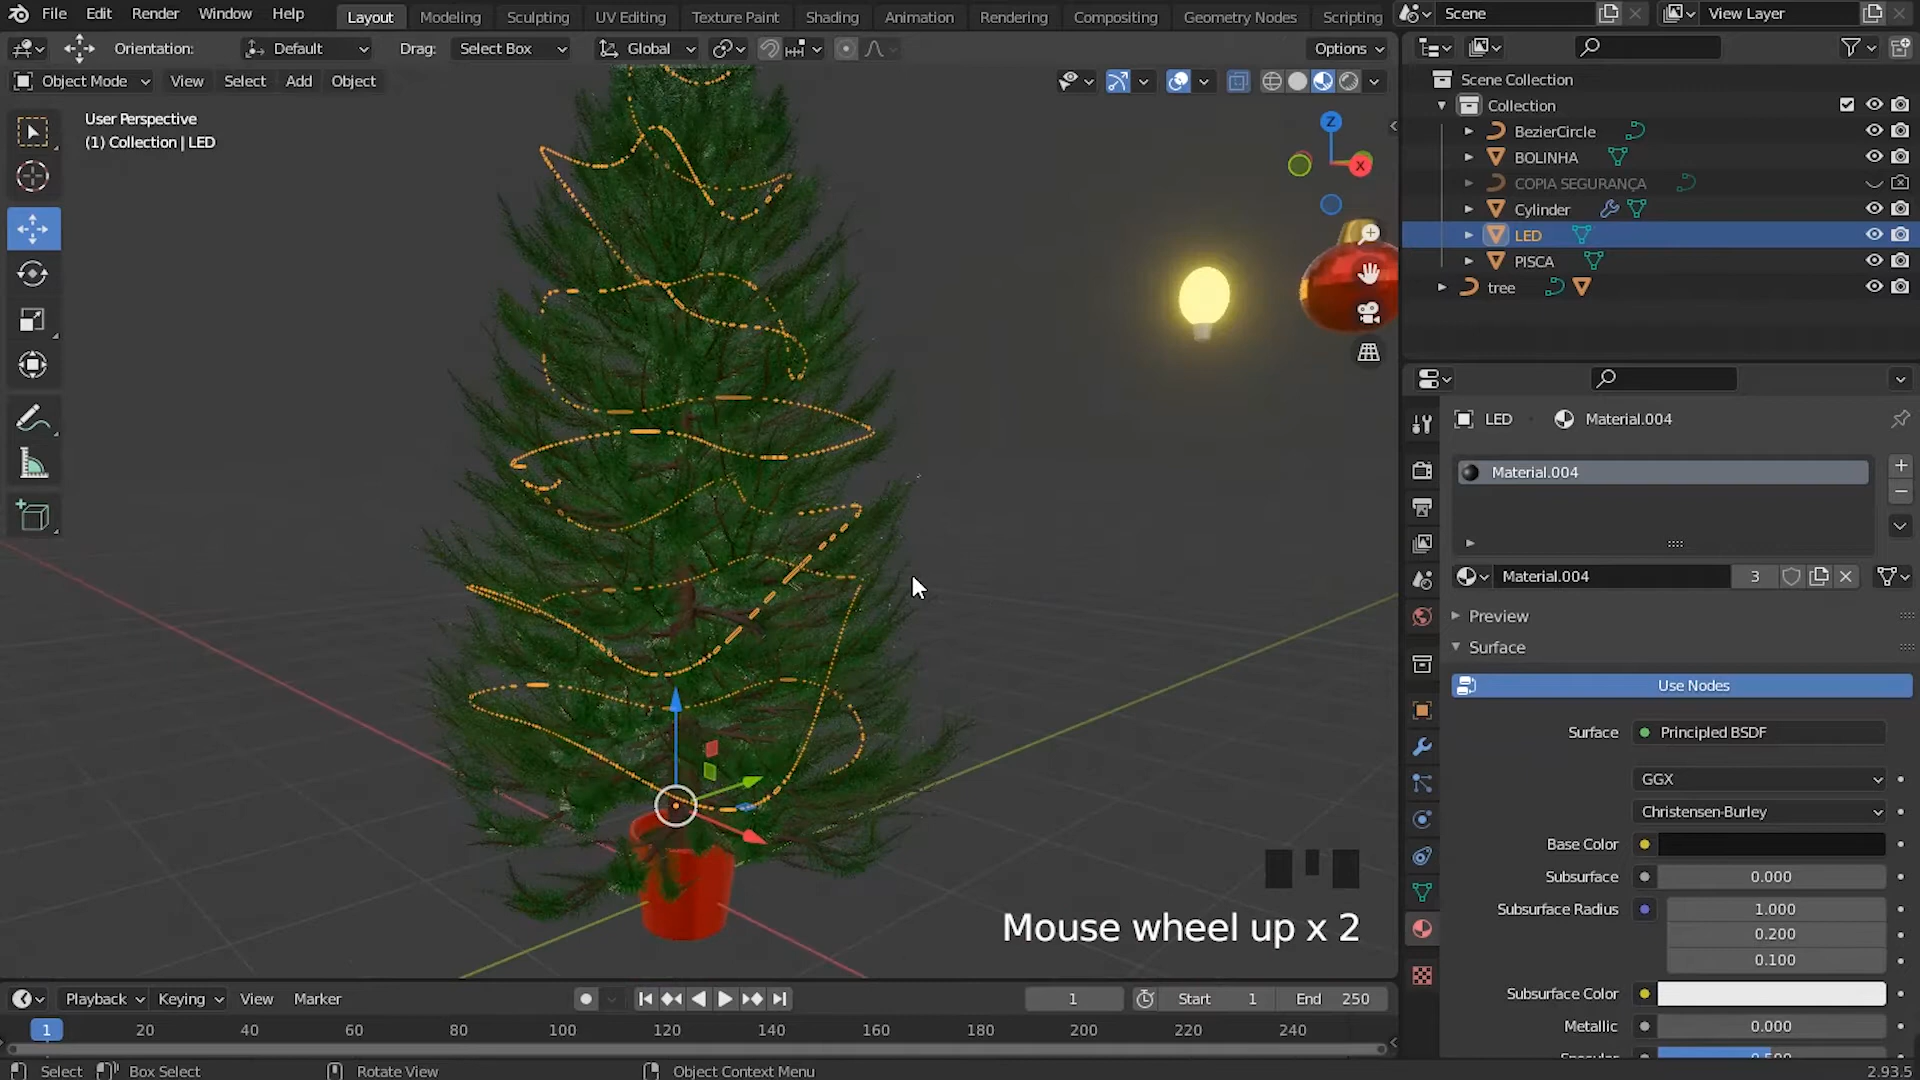 File Edit Render Window Help Layout Modeling Sculpting UV Editing Texture Paint Shading Animation Rendering Compositing Geometry Nodes Scripting Scene View Layer
Orientation: Default Drag: Select Box Global Options
Object Mode View Select Add Object
User Perspective
(1) Collection | LED
Z
X
Scene Collection
Collection
BezierCircle
BOLINHA
COPIA SEGURANÇA
Cylinder
LED
PISCA
tree
LED Material.004
Material.004
Material.004 3
Preview
Surface
Use Nodes
Surface Principled BSDF
GGX
Christensen-Burley
Base Color
Subsurface 0.000
Subsurface Radius 1.000
0.200
0.100
Subsurface Color
Metallic 0.000
Specular 0.500
Mouse wheel up x 2
Playback Keying View Marker 1 Start 1 End 250
1 20 40 60 80 100 120 140 160 180 200 220 240
Select Box Select Rotate View Object Context Menu 2.93.5